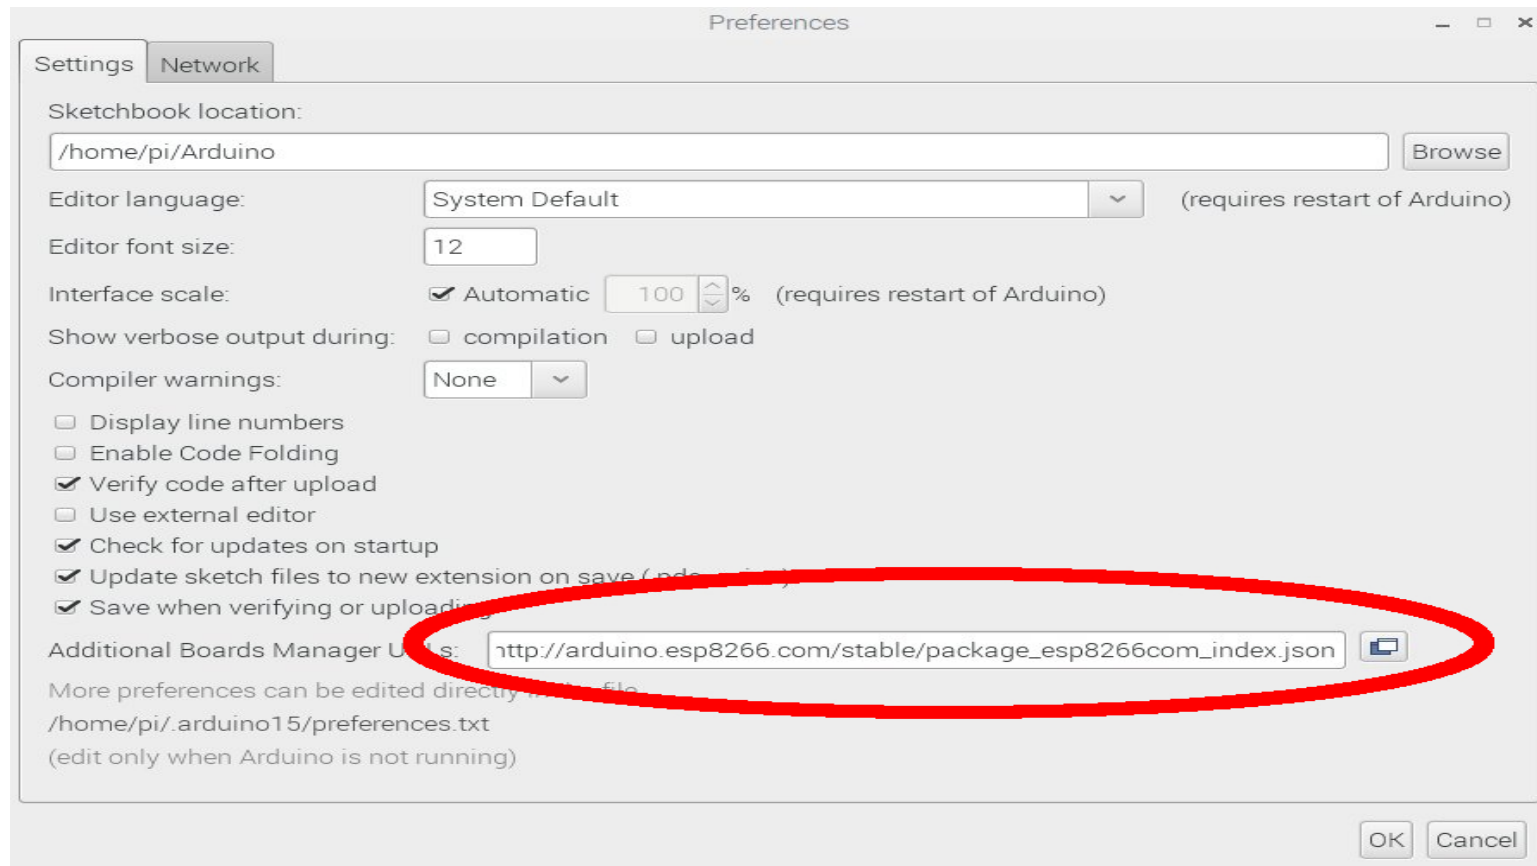 Preferences
Settings Network
Sketchbook location:
/home/pi/Arduino Browse
Editor language: System Default (requires restart of Arduino)
Editor font size: 12
Interface scale: Automatic 100 % (requires restart of Arduino)
Show verbose output during: compilation upload
Compiler warnings: None
Display line numbers
Enable Code Folding
Verify code after upload
Use external editor
Check for updates on startup
Update sketch files to new extension on save
Save when verifying or uploading
Additional Boards Manager http://arduino.esp8266.com/stable/package_esp8266com_index.json
More preferences can be edited directly
/home/pi/.arduino15/preferences.txt
(edit only when Arduino is not running)
OK Cancel